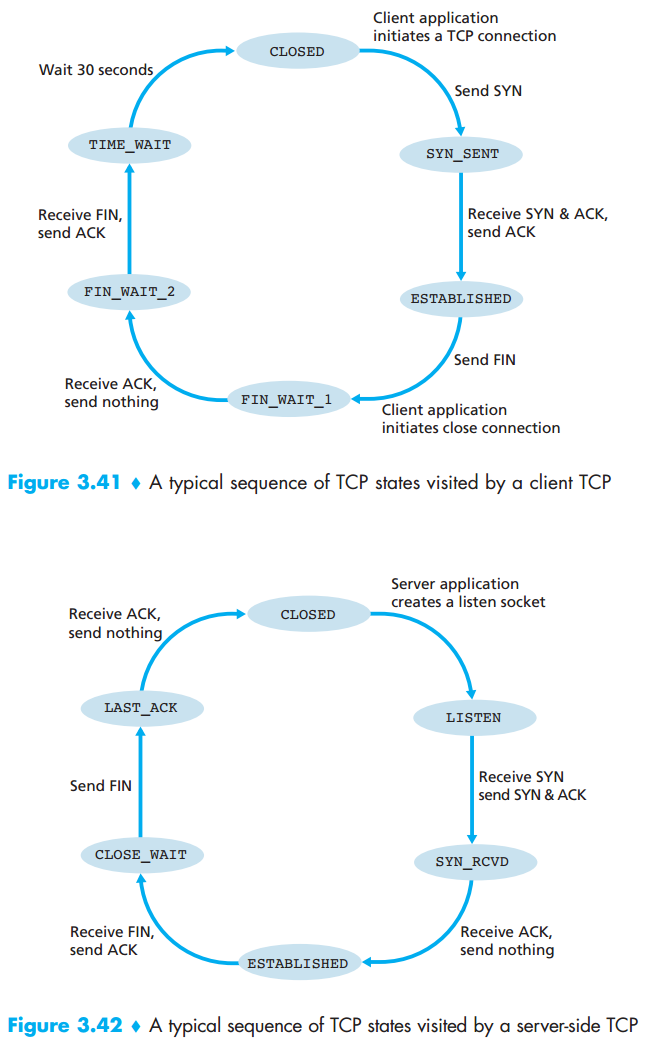 Client application
initiates a TCP connection
CLOSED
Wait 30 seconds
Send SYN
TIME_WAIT
SYN_SENT
Receive FIN,
send ACK
Receive SYN & ACK,
send ACK
FIN_WAIT_2
ESTABLISHED
Send FIN
Receive ACK,
send nothing
FIN_WAIT_1
Client application
initiates close connection
Figure 3.41 ♦ A typical sequence of TCP states visited by a client TCP
Server application
creates a listen socket
Receive ACK,
send nothing
CLOSED
LAST_ACK
LISTEN
Send FIN
Receive SYN
send SYN & ACK
CLOSE_WAIT
SYN_RCVD
Receive FIN,
send ACK
Receive ACK,
send nothing
ESTABLISHED
Figure 3.42 ♦ A typical sequence of TCP states visited by a server-side TCP